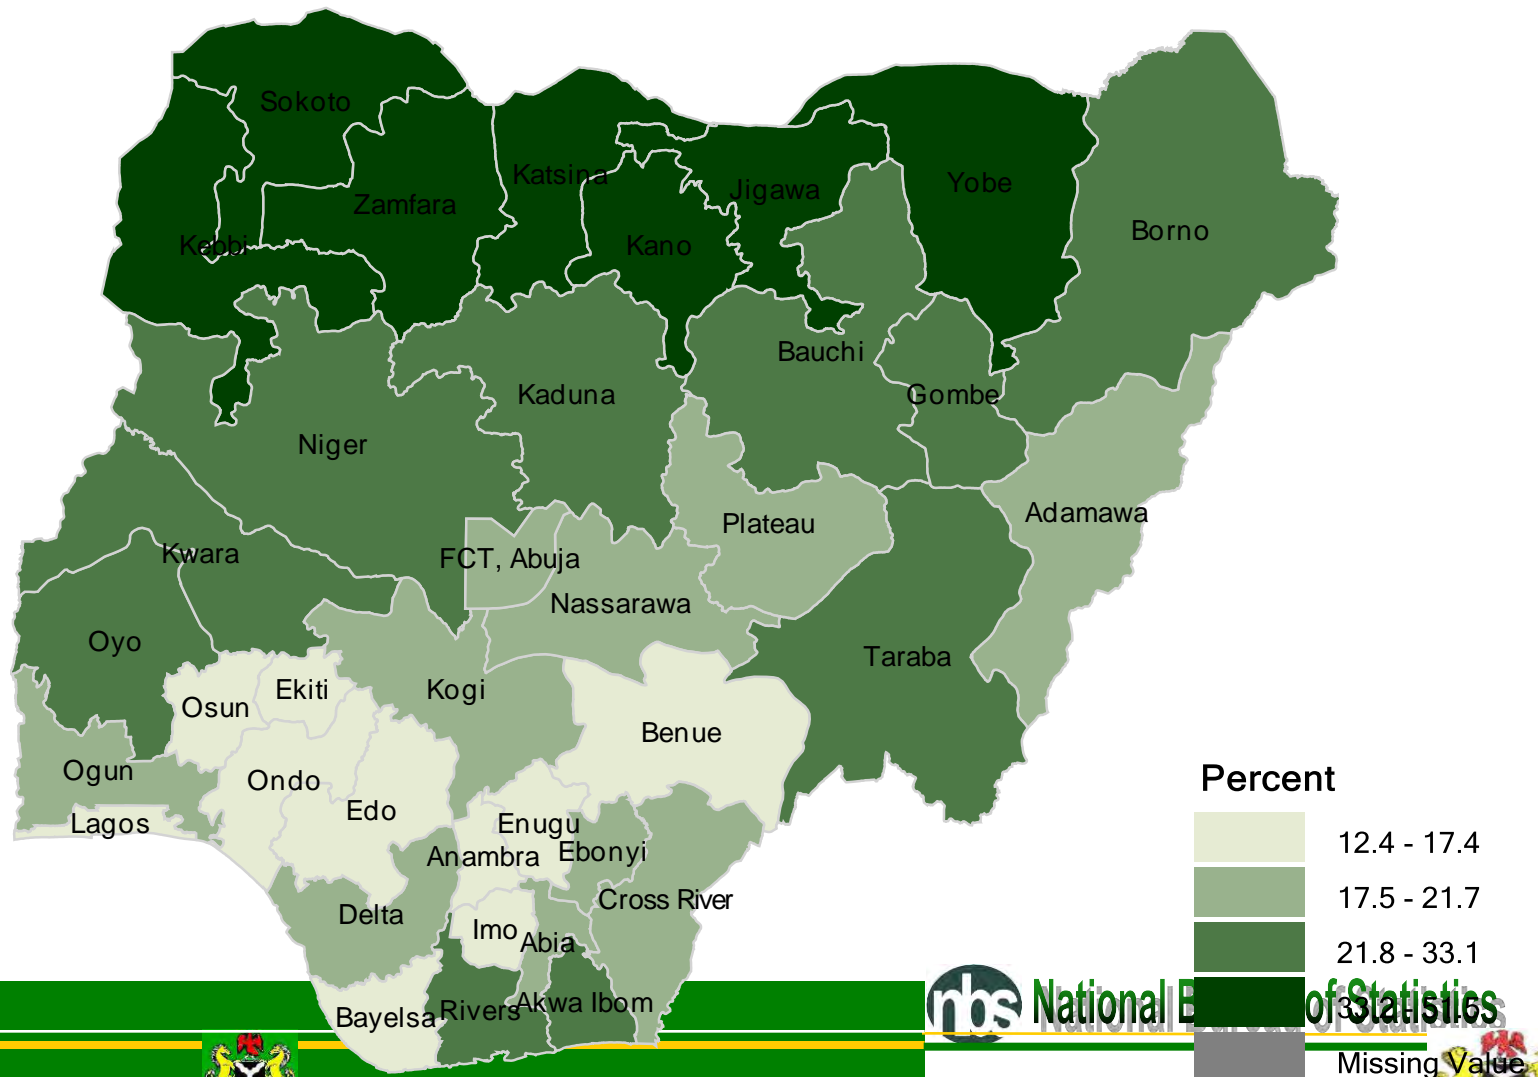 Sokoto
Katsina
Zamfara
Jigawa
Yobe
Borno
Kebbi
Kano
Bauchi
Kaduna
Gombe
Niger
Plateau
Adamawa
Kwara
FCT, Abuja
Nassarawa
Oyo
Taraba
Ekiti
Kogi
Osun
Benue
Ogun
Ondo
Edo
Lagos
Enugu
Anambra
Ebonyi
Cross River
Delta
Imo
Abia
Akwa Ibom
Rivers
Bayelsa
Percent
12.4 - 17.4
17.5 - 21.7
21.8 - 33.1
Missing Value
nbs
National
of Statistics